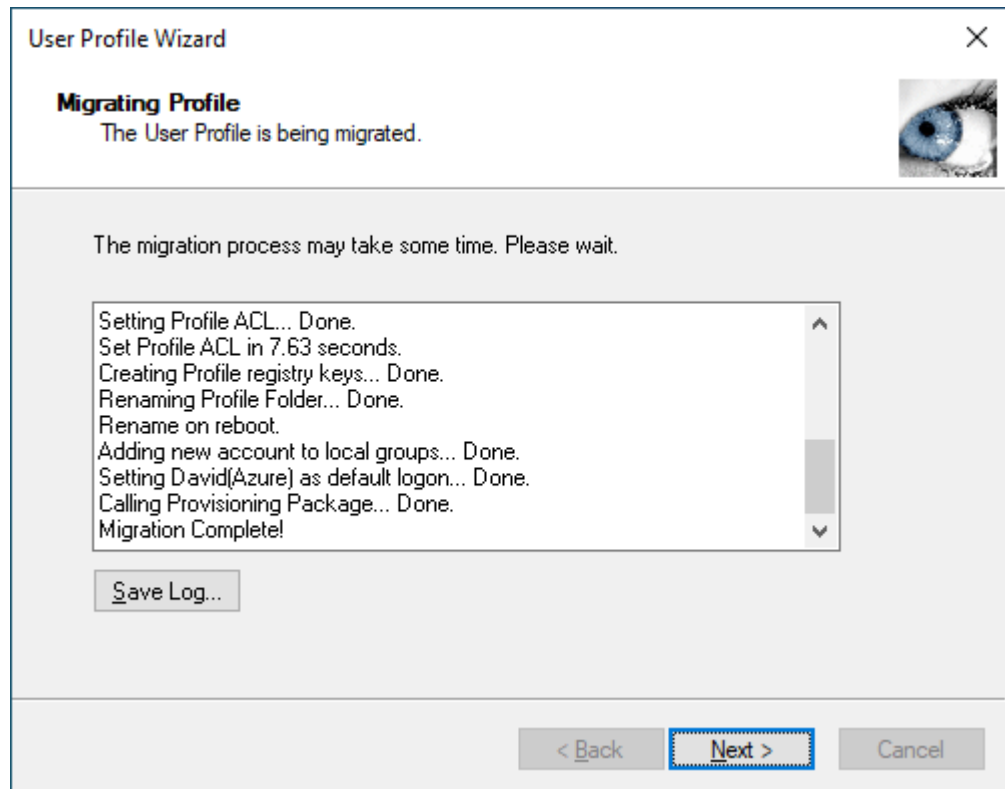 User Profile Wizard
Migrating Profile
The User Profile is being migrated.
The migration process may take some time. Please wait.
Setting Profile ACL... Done.
Set Profile ACL in 7.63 seconds.
Creating Profile registry keys... Done.
Renaming Profile Folder... Done.
Rename on reboot.
Adding new account to local groups... Done.
Setting David(Azure) as default logon... Done.
Calling Provisioning Package... Done.
Migration Complete!
Save Log...
< Back
Next >
Cancel